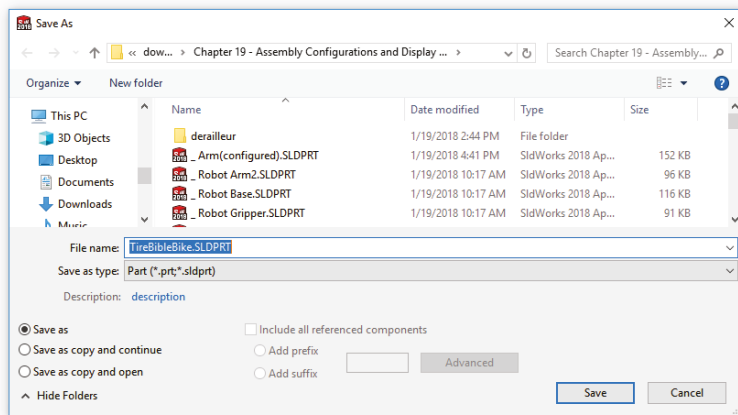 Save As
« dow... > Chapter 19 - Assembly Configurations and Display ... >
Search Chapter 19 - Assembly...
Organize New folder
This PC
3D Objects
Desktop
Documents
Downloads
Music
Name Date modified Type Size
derailleur 1/19/2018 2:44 PM File folder
_ Arm(configured).SLDPRT 1/19/2018 4:41 PM SldWorks 2018 Ap... 152 KB
_ Robot Arm2.SLDPRT 1/19/2018 10:17 AM SldWorks 2018 Ap... 96 KB
_ Robot Base.SLDPRT 1/19/2018 10:17 AM SldWorks 2018 Ap... 116 KB
_ Robot Gripper.SLDPRT 1/19/2018 10:17 AM SldWorks 2018 Ap... 91 KB
File name: TireBibleBike.SLDPRT
Save as type: Part (*.prt;*.sldprt)
Description: description
Save as
Save as copy and continue
Save as copy and open
Include all referenced components
Add prefix
Add suffix
Advanced
Hide Folders
Save Cancel